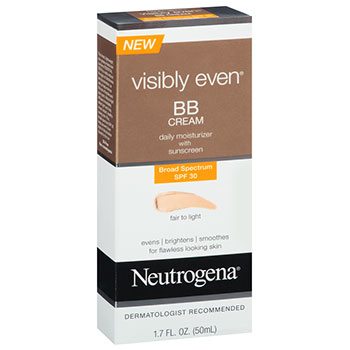 NEW
visibly even®
BB
CREAM
daily moisturizer
with
sunscreen
Broad Spectrum
SPF 30
fair to light
evens | brightens | smoothes
for flawless looking skin
Neutrogena®
DERMATOLOGIST RECOMMENDED
1.7 FL. OZ. (50mL)